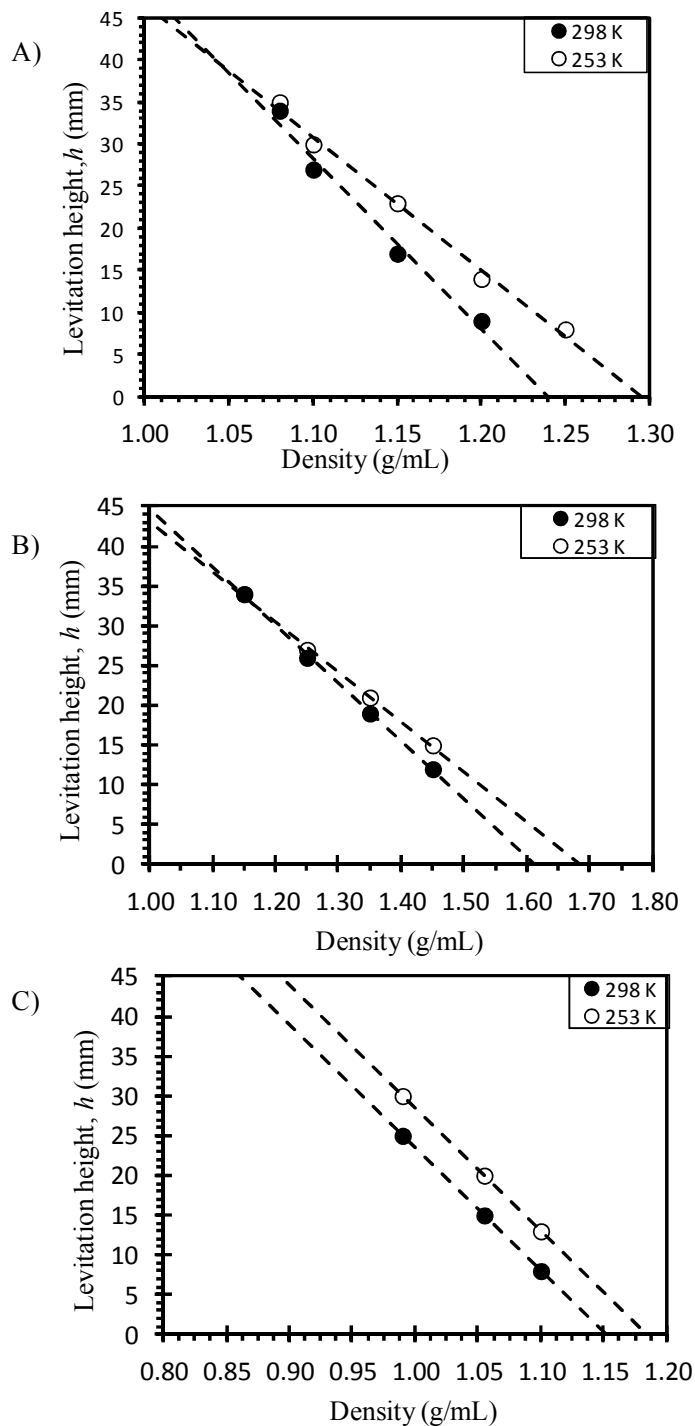 A)
Levitation height, h (mm)
45
40
35
30
25
20
15
10
5
0
298 K
253 K
1.00 1.05 1.10 1.15 1.20 1.25 1.30
Density (g/mL)
B)
Levitation height, h (mm)
45
40
35
30
25
20
15
10
5
0
298 K
253 K
1.00 1.10 1.20 1.30 1.40 1.50 1.60 1.70 1.80
Density (g/mL)
C)
Levitation height, h (mm)
45
40
35
30
25
20
15
10
5
0
298 K
253 K
0.80 0.85 0.90 0.95 1.00 1.05 1.10 1.15 1.20
Density (g/mL)